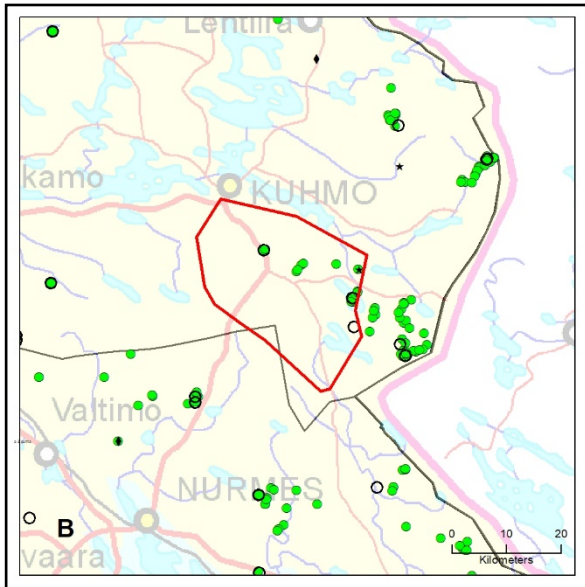 Lentiira
kamo
KUHMO
Valtimo
NURMES
B
vaara
0 10 20
Kilometers